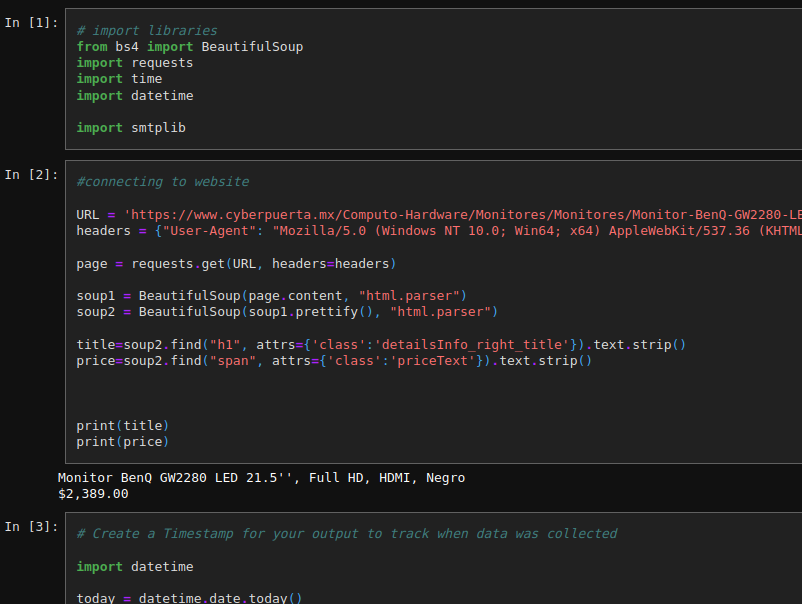 In [1]:
# import libraries
from bs4 import BeautifulSoup
import requests
import time
import datetime
import smtplib
In [2]:
#connecting to website
URL = 'https://www.cyberpuerta.mx/Computo-Hardware/Monitores/Monitores/Monitor-BenQ-GW2280-LE
headers = {"User-Agent": "Mozilla/5.0 (Windows NT 10.0; Win64; x64) AppleWebKit/537.36 (KHTML
page = requests.get(URL, headers=headers)
soup1 = BeautifulSoup(page.content, "html.parser")
soup2 = BeautifulSoup(soup1.prettify(), "html.parser")
title=soup2.find("h1", attrs={'class':'detailsInfo_right_title'}).text.strip()
price=soup2.find("span", attrs={'class':'priceText'}).text.strip()
print(title)
print(price)
Monitor BenQ GW2280 LED 21.5'', Full HD, HDMI, Negro
$2,389.00
In [3]:
# Create a Timestamp for your output to track when data was collected
import datetime
today = datetime.date.today()